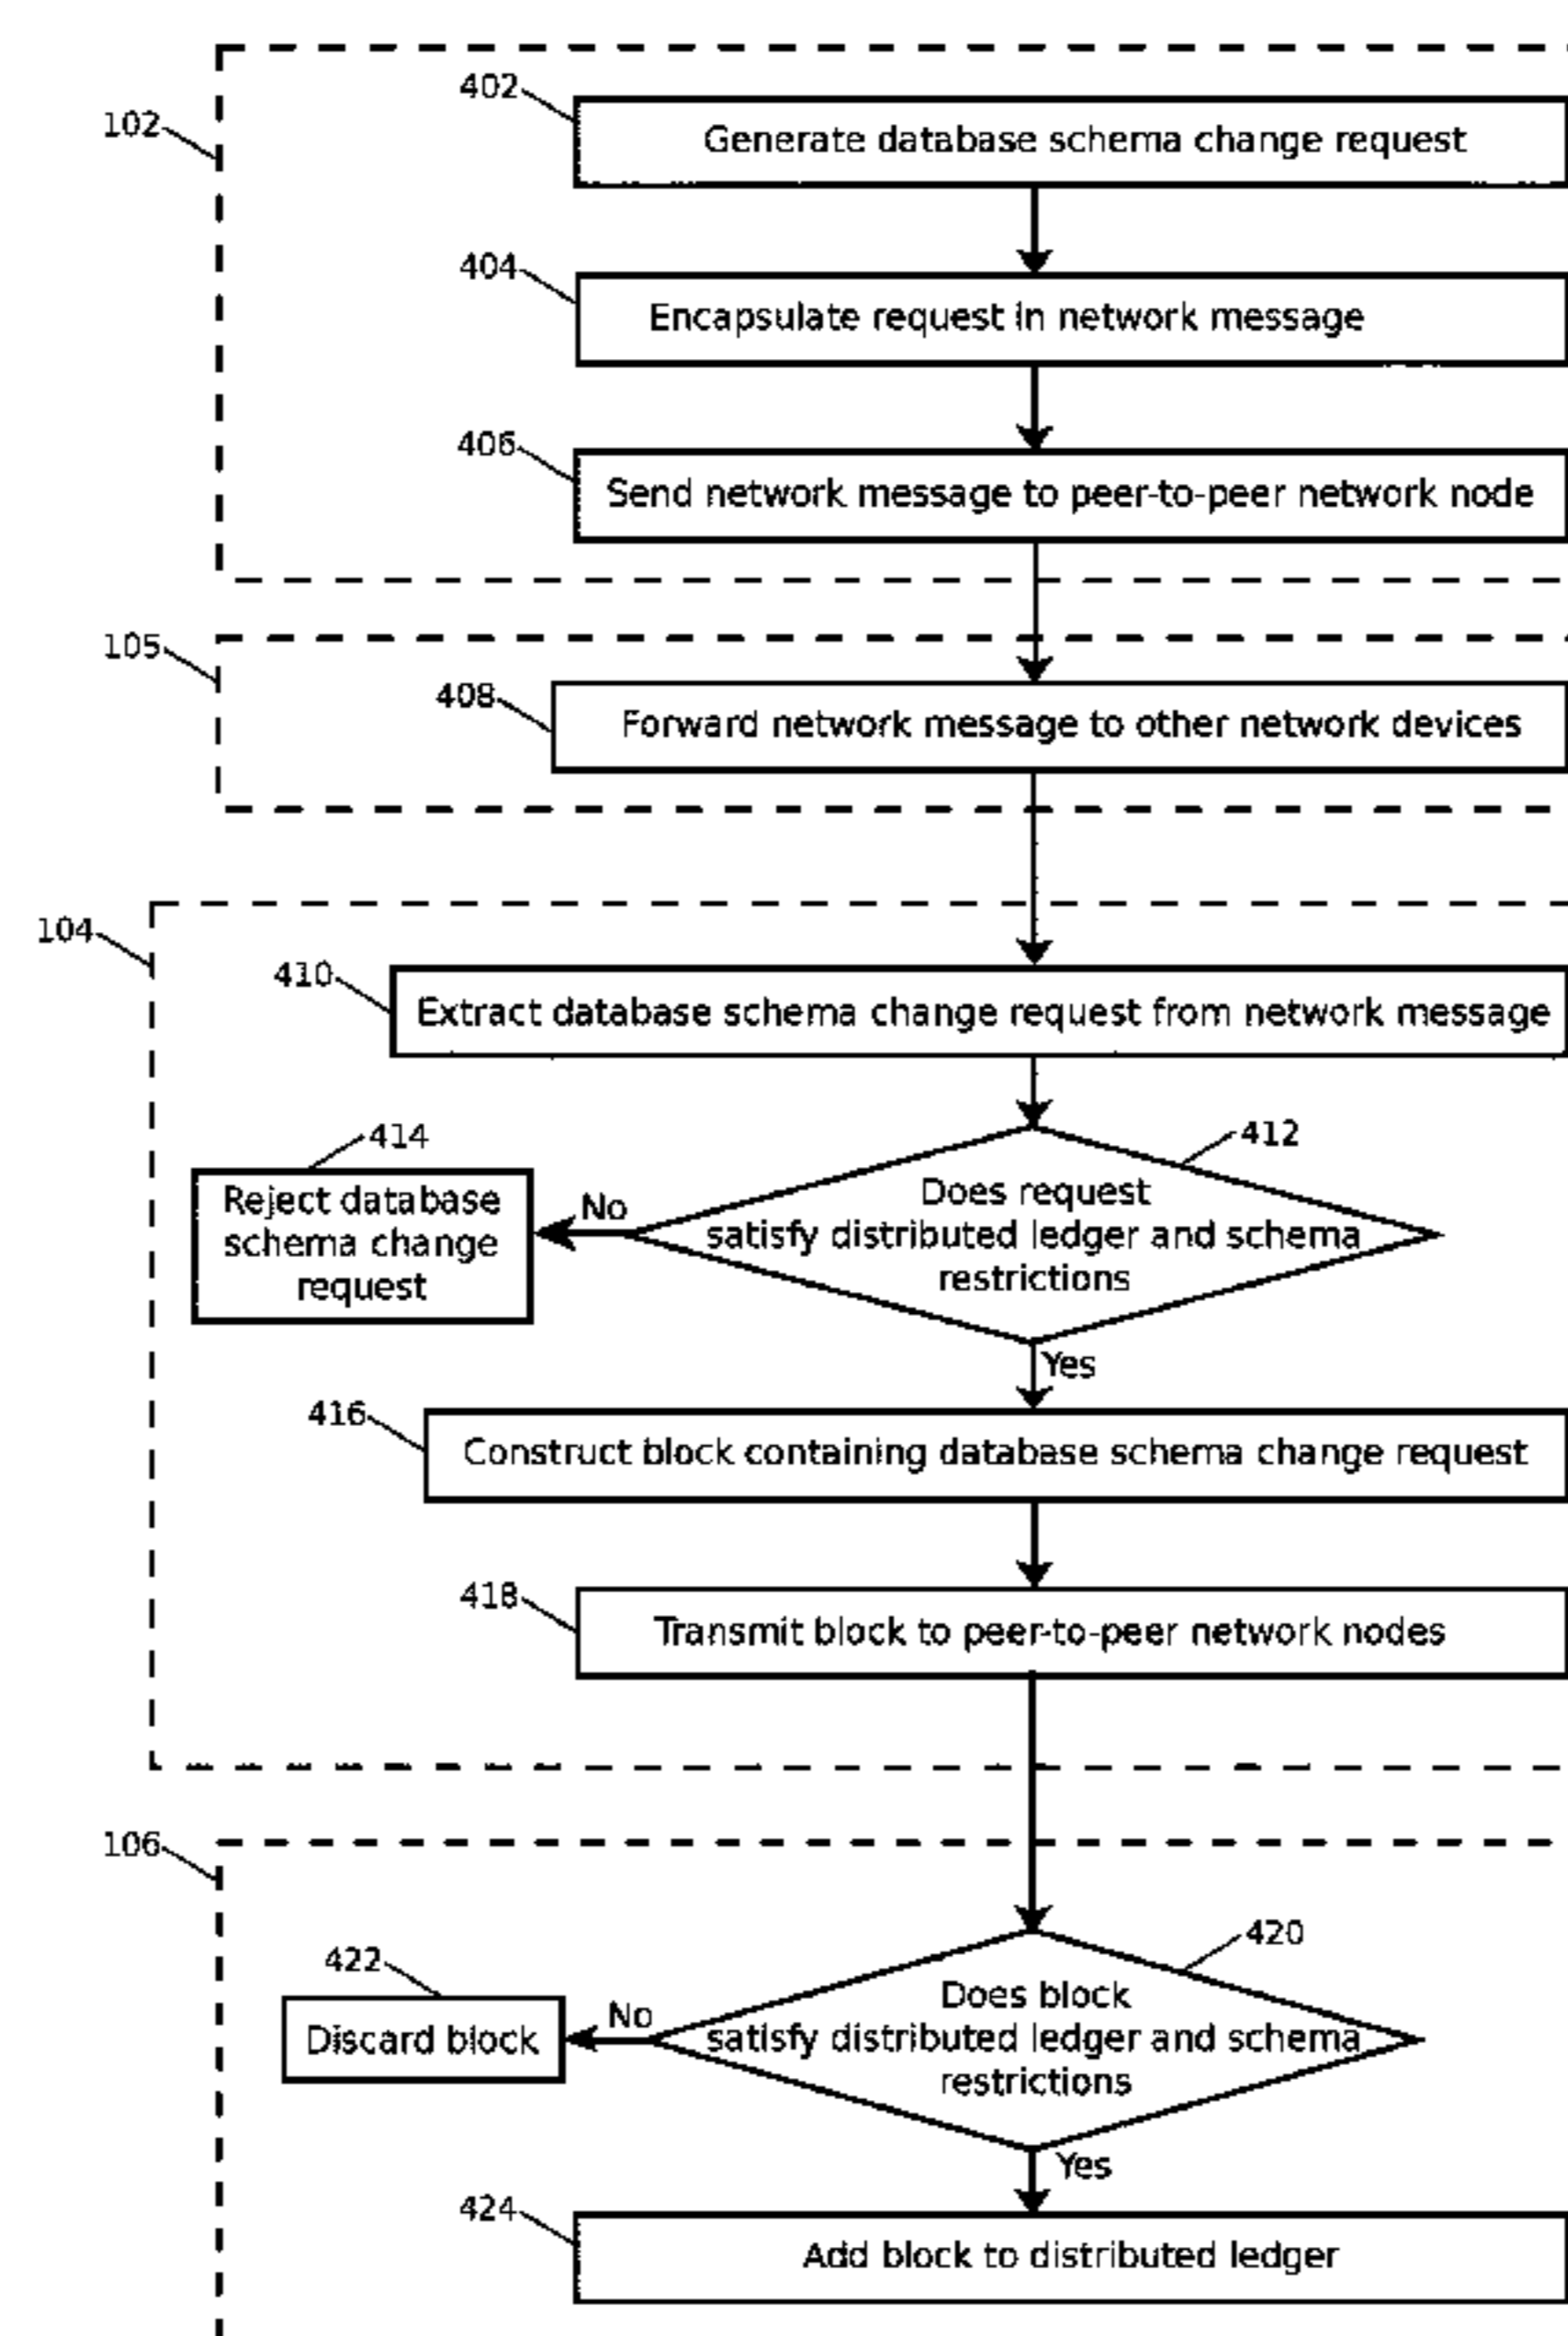 402
102
Generate database schema change request
404
Encapsulate request in network message
406
Send network message to peer-to-peer network node
105
408
Forward network message to other network devices
104
410
Extract database schema change request from network message
414
412
Reject database
schema change
request
No
Does request
satisfy distributed ledger and schema
restrictions
Yes
416
Construct block containing database schema change request
418
Transmit block to peer-to-peer network nodes
106
420
422
Discard block
No
Does block
satisfy distributed ledger and schema
restrictions
Yes
424
Add block to distributed ledger